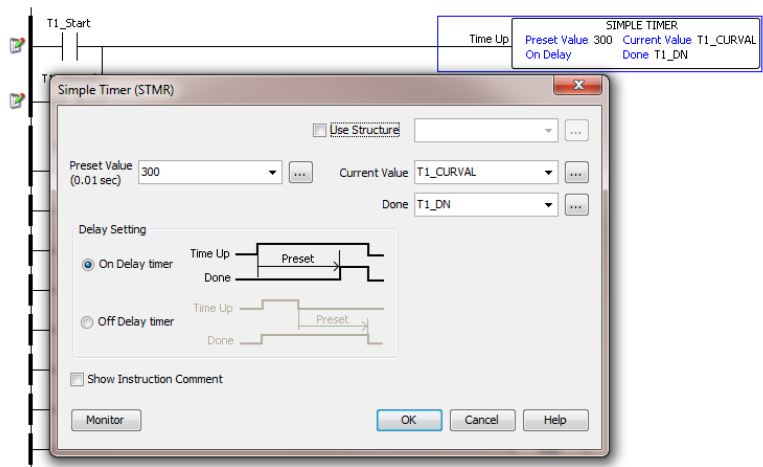 T1_Start
SIMPLE TIMER
Time Up Preset Value 300 Current Value T1_CURVAL
On Delay Done T1_DN
Simple Timer (STMR)
Use Structure
Preset Value
(0.01 sec)
300
Current Value T1_CURVAL
Done T1_DN
Delay Setting
On Delay timer
Time Up
Preset
Done
Off Delay timer
Time Up
Preset
Done
Show Instruction Comment
Monitor OK Cancel Help